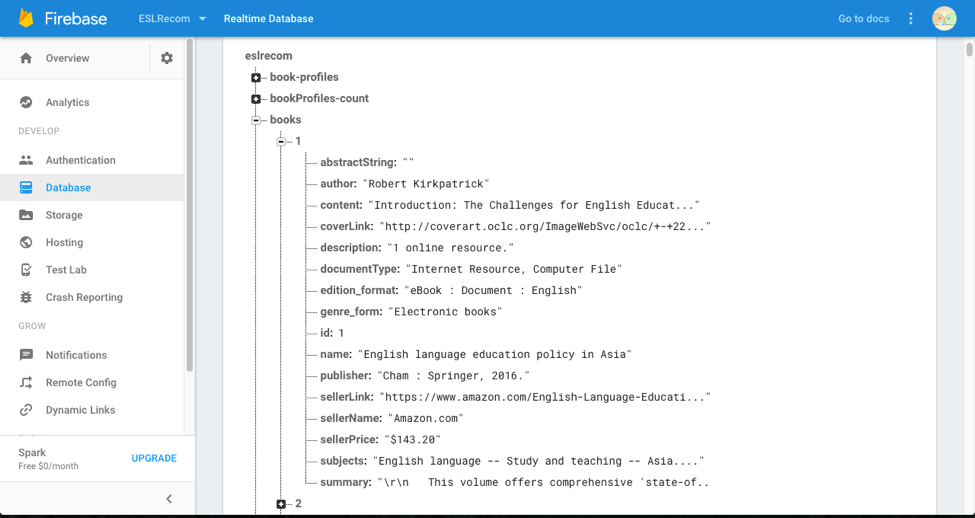 Firebase
ESLRecom
Realtime Database
Go to docs
Overview
Analytics
DEVELOP
Authentication
Database
Storage
Hosting
Test Lab
Crash Reporting
GROW
Notifications
Remote Config
Dynamic Links
Spark
Free $0/month
UPGRADE
eslrecom
book-profiles
bookProfiles-count
books
1
abstractString: ""
author: "Robert Kirkpatrick"
content: "Introduction: The Challenges for English Educat..."
coverLink: "http://coverart.oclc.org/ImageWebSvc/oclc/+-+22..."
description: "1 online resource."
documentType: "Internet Resource, Computer File"
edition_format: "eBook : Document : English"
genre_form: "Electronic books"
id: 1
name: "English language education policy in Asia"
publisher: "Cham : Springer, 2016."
sellerLink: "https://www.amazon.com/English-Language-Educati..."
sellerName: "Amazon.com"
sellerPrice: "$143.20"
subjects: "English language -- Study and teaching -- Asia...."
summary: "\r\n   This volume offers comprehensive 'state-of..
2